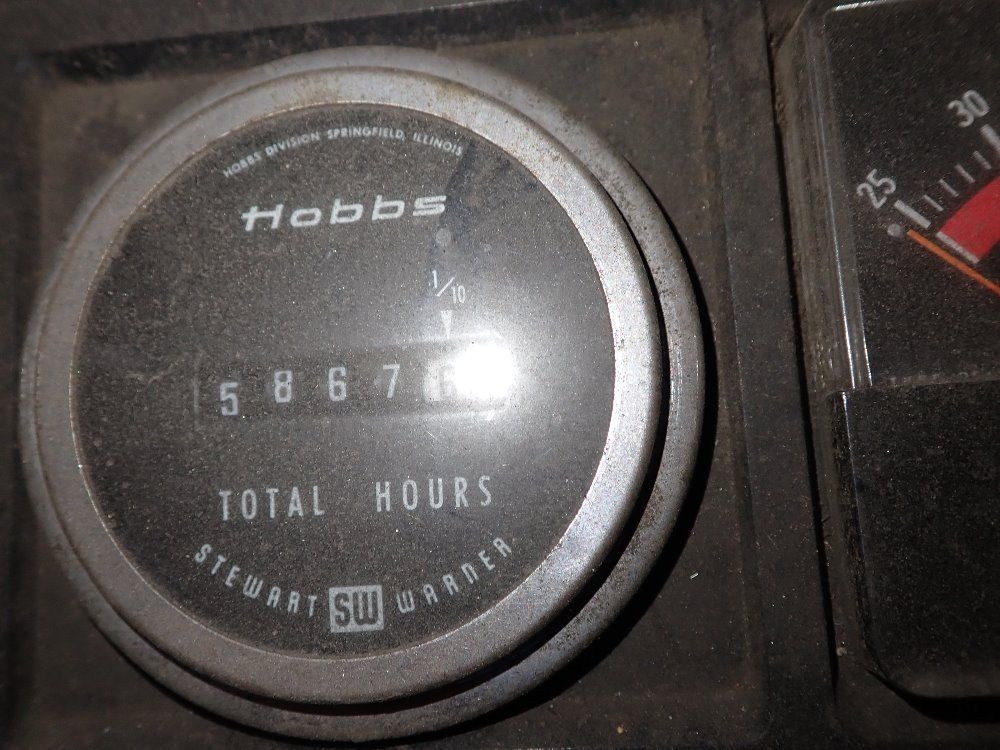 HOBBS DIVISION SPRINGFIELD, ILLINOIS
Hobbs
1/10
5 8 6 7
TOTAL HOURS
STEWART SW WARNER
30
25